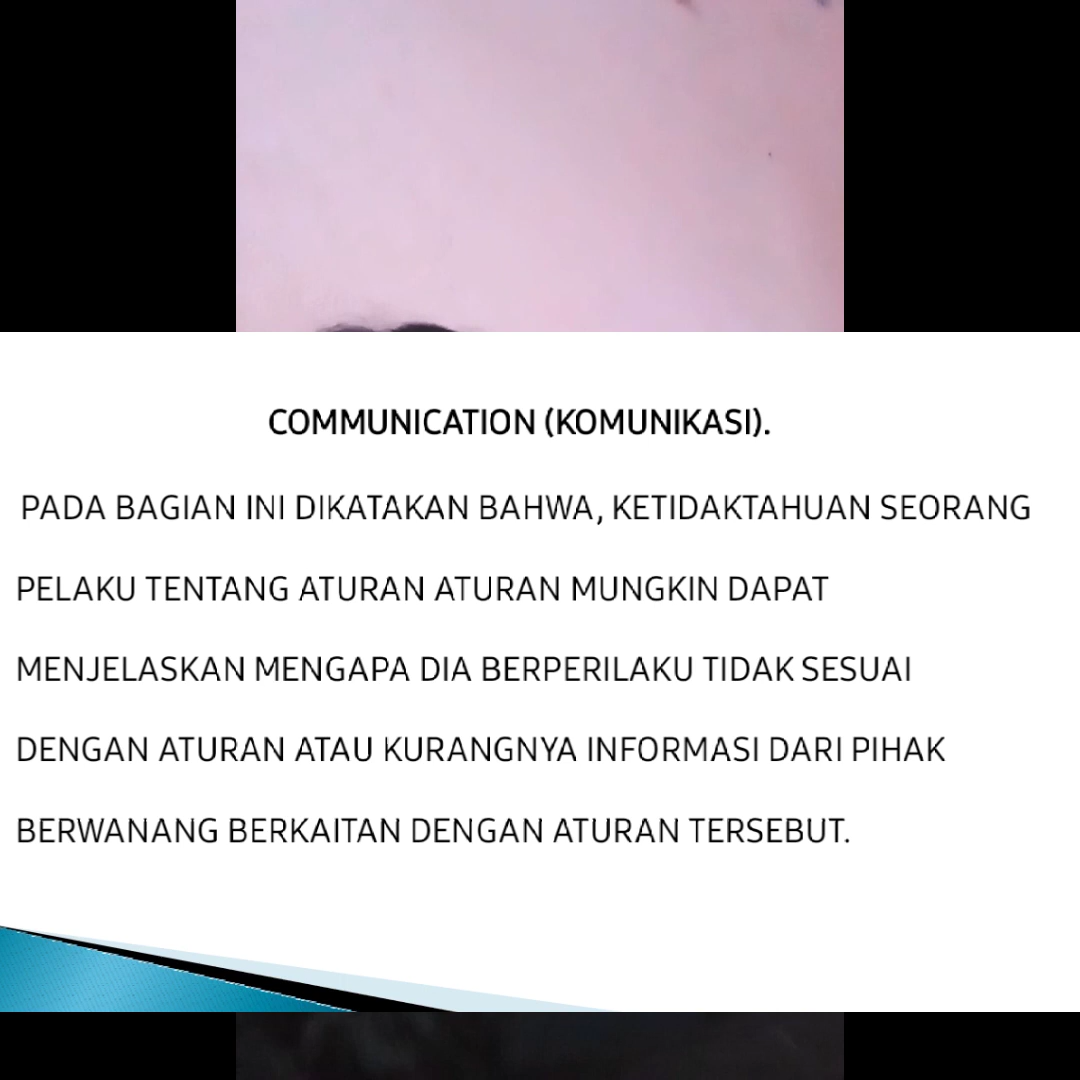 COMMUNICATION (KOMUNIKASI).
PADA BAGIAN INI DIKATAKAN BAHWA, KETIDAKTAHUAN SEORANG
PELAKU TENTANG ATURAN ATURAN MUNGKIN DAPAT
MENJELASKAN MENGAPA DIA BERPERILAKU TIDAK SESUAI
DENGAN ATURAN ATAU KURANGNYA INFORMASI DARI PIHAK
BERWANANG BERKAITAN DENGAN ATURAN TERSEBUT.